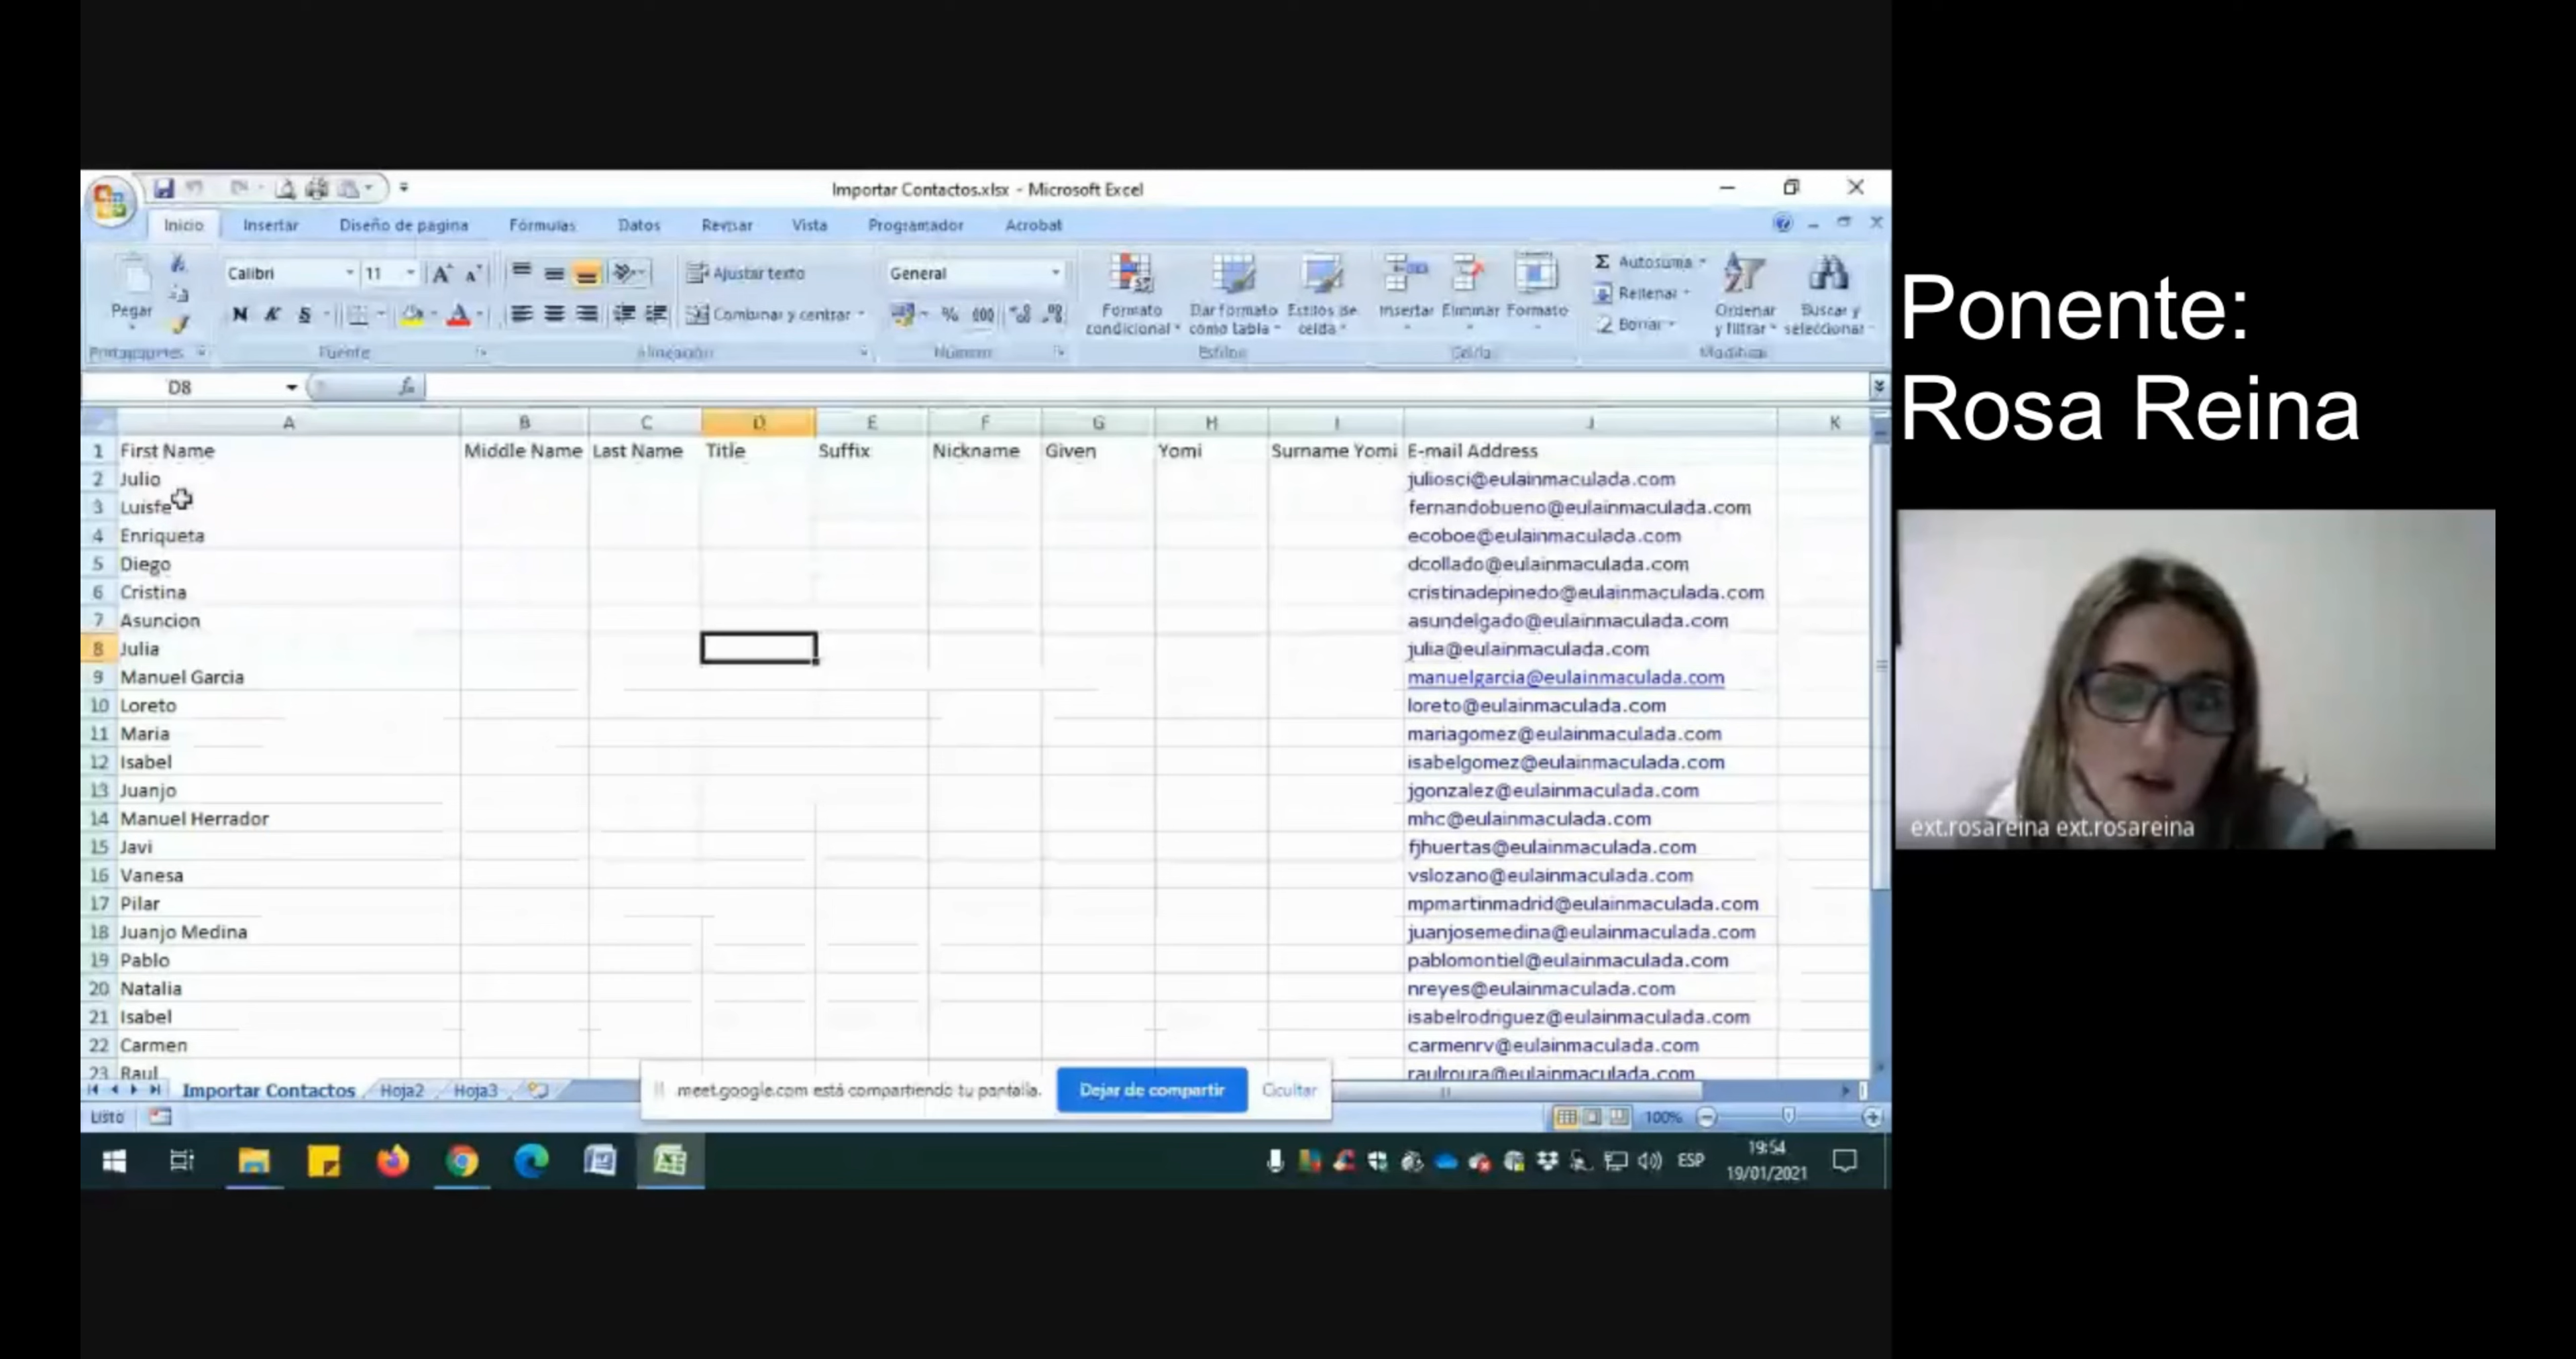 Importar Contactos.xlsx - Microsoft Excel
Inicio Insertar Diseño de página Fórmulas Datos Revisar Vista Programador Acrobat
Pegar Calibri 11 Ajustar texto General Formato condicional Dar formato como tabla Estilos de celda Insertar Eliminar Formato Autosuma Ordenar y filtrar Buscar y seleccionar
N K S Combinar y centrar % 000 Rellenar
Borrar
Portapapeles Fuente Alineación Número Estilos Celda Modificar
D8 fx
A B C D E F G H I J K
1 First Name Middle Name Last Name Title Suffix Nickname Given Yomi Surname Yomi E-mail Address
2 Julio juliosci@eulainmaculada.com
3 Luisfe fernandobueno@eulainmaculada.com
4 Enriqueta ecoboe@eulainmaculada.com
5 Diego dcollado@eulainmaculada.com
6 Cristina cristinadepinedo@eulainmaculada.com
7 Asuncion asundelgado@eulainmaculada.com
8 Julia julia@eulainmaculada.com
9 Manuel Garcia manuelgarcia@eulainmaculada.com
10 Loreto loreto@eulainmaculada.com
11 Maria mariagomez@eulainmaculada.com
12 Isabel isabelgomez@eulainmaculada.com
13 Juanjo jgonzalez@eulainmaculada.com
14 Manuel Herrador mhc@eulainmaculada.com
15 Javi fjhuertas@eulainmaculada.com
16 Vanesa vslozano@eulainmaculada.com
17 Pilar mpmartinmadrid@eulainmaculada.com
18 Juanjo Medina juanjosemedina@eulainmaculada.com
19 Pablo pablomontiel@eulainmaculada.com
20 Natalia nreyes@eulainmaculada.com
21 Isabel isabelrodriguez@eulainmaculada.com
22 Carmen carmenrv@eulainmaculada.com
23 Raul raulroura@eulainmaculada.com
Importar Contactos Hoja2 Hoja3
meet.google.com está compartiendo tu pantalla. Dejar de compartir Ocultar
Listo 100%
ESP 19:54
19/01/2021
Ponente:
Rosa Reina
ext.rosareina ext.rosareina